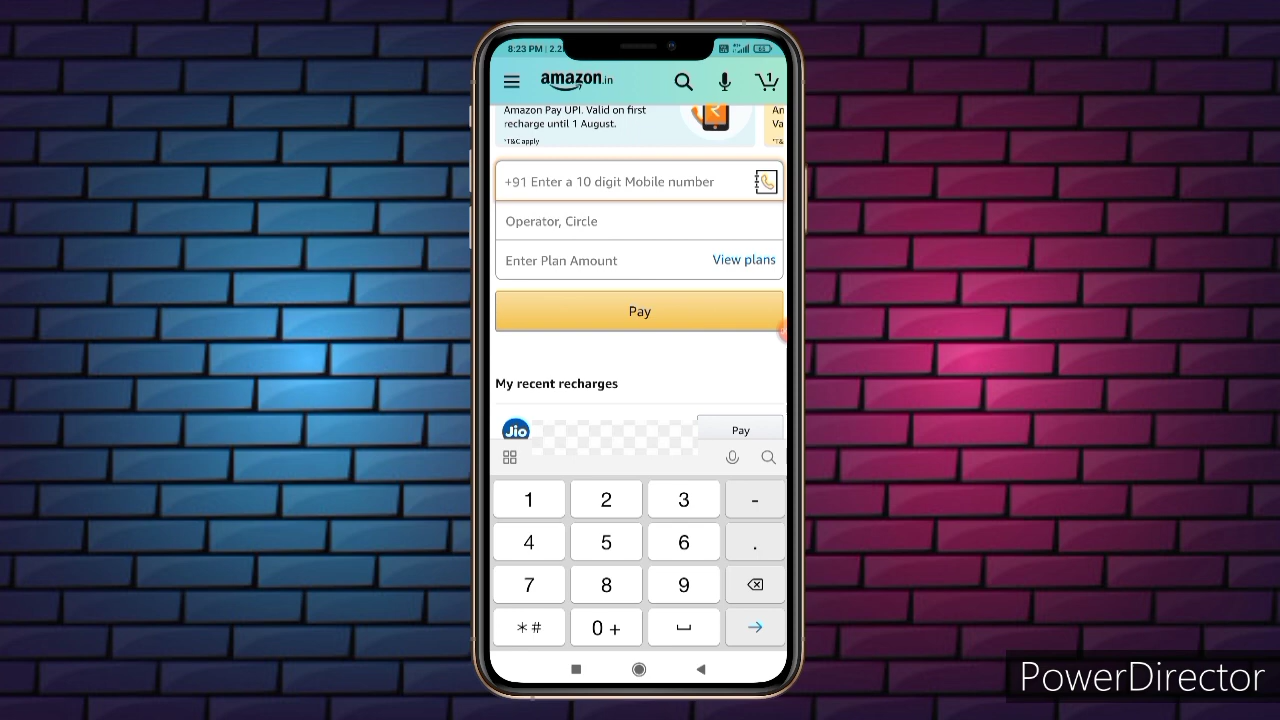 8:23 PM | 2.2
amazon.in
1
Amazon Pay UPI. Valid on first
recharge until 1 August.
*T&C apply
An
Va
*T&
+91 Enter a 10 digit Mobile number
Operator, Circle
Enter Plan Amount View plans
Pay
My recent recharges
Jio Pay
1 2 3 -
4 5 6 .
7 8 9
*# 0 +
PowerDirector